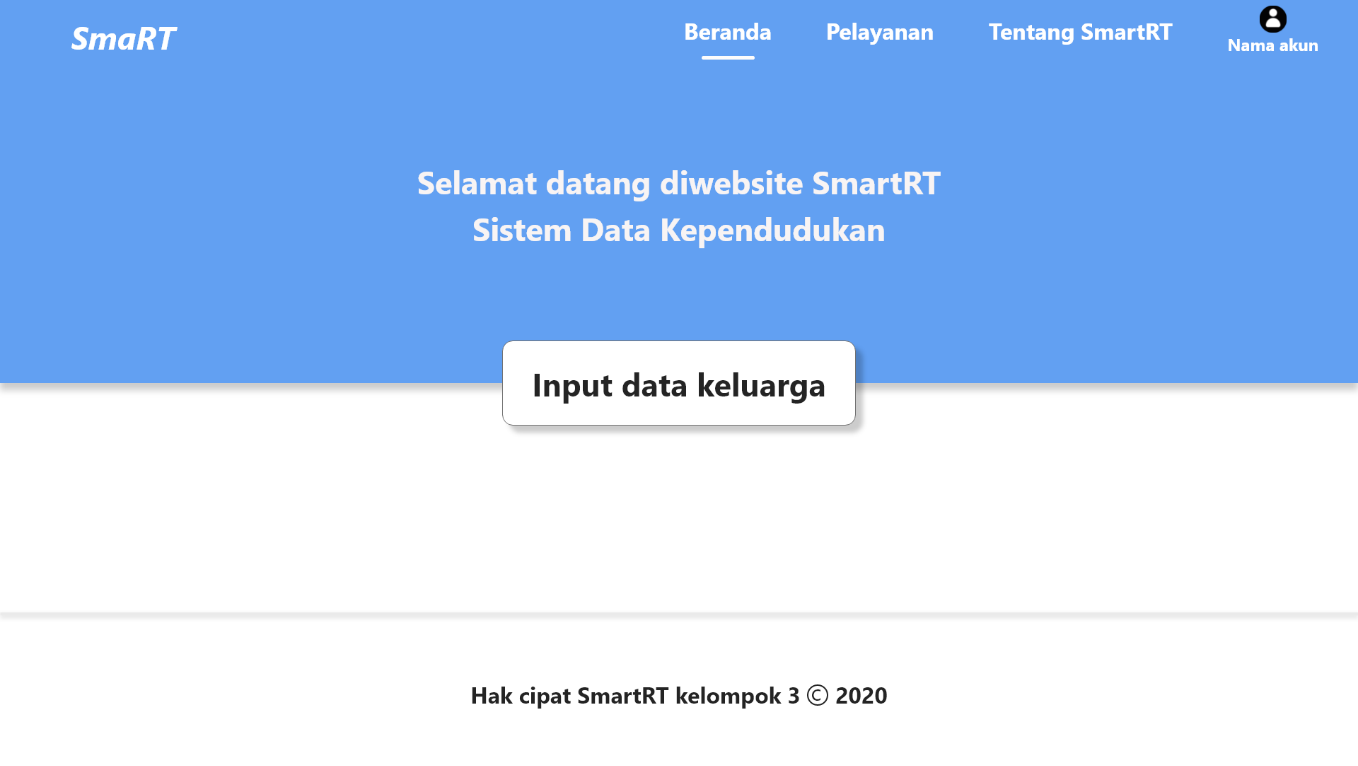 SmaRT
Beranda
Pelayanan
Tentang SmartRT
Nama akun
Selamat datang diwebsite SmartRT
Sistem Data Kependudukan
Input data keluarga
Hak cipat SmartRT kelompok 3 © 2020